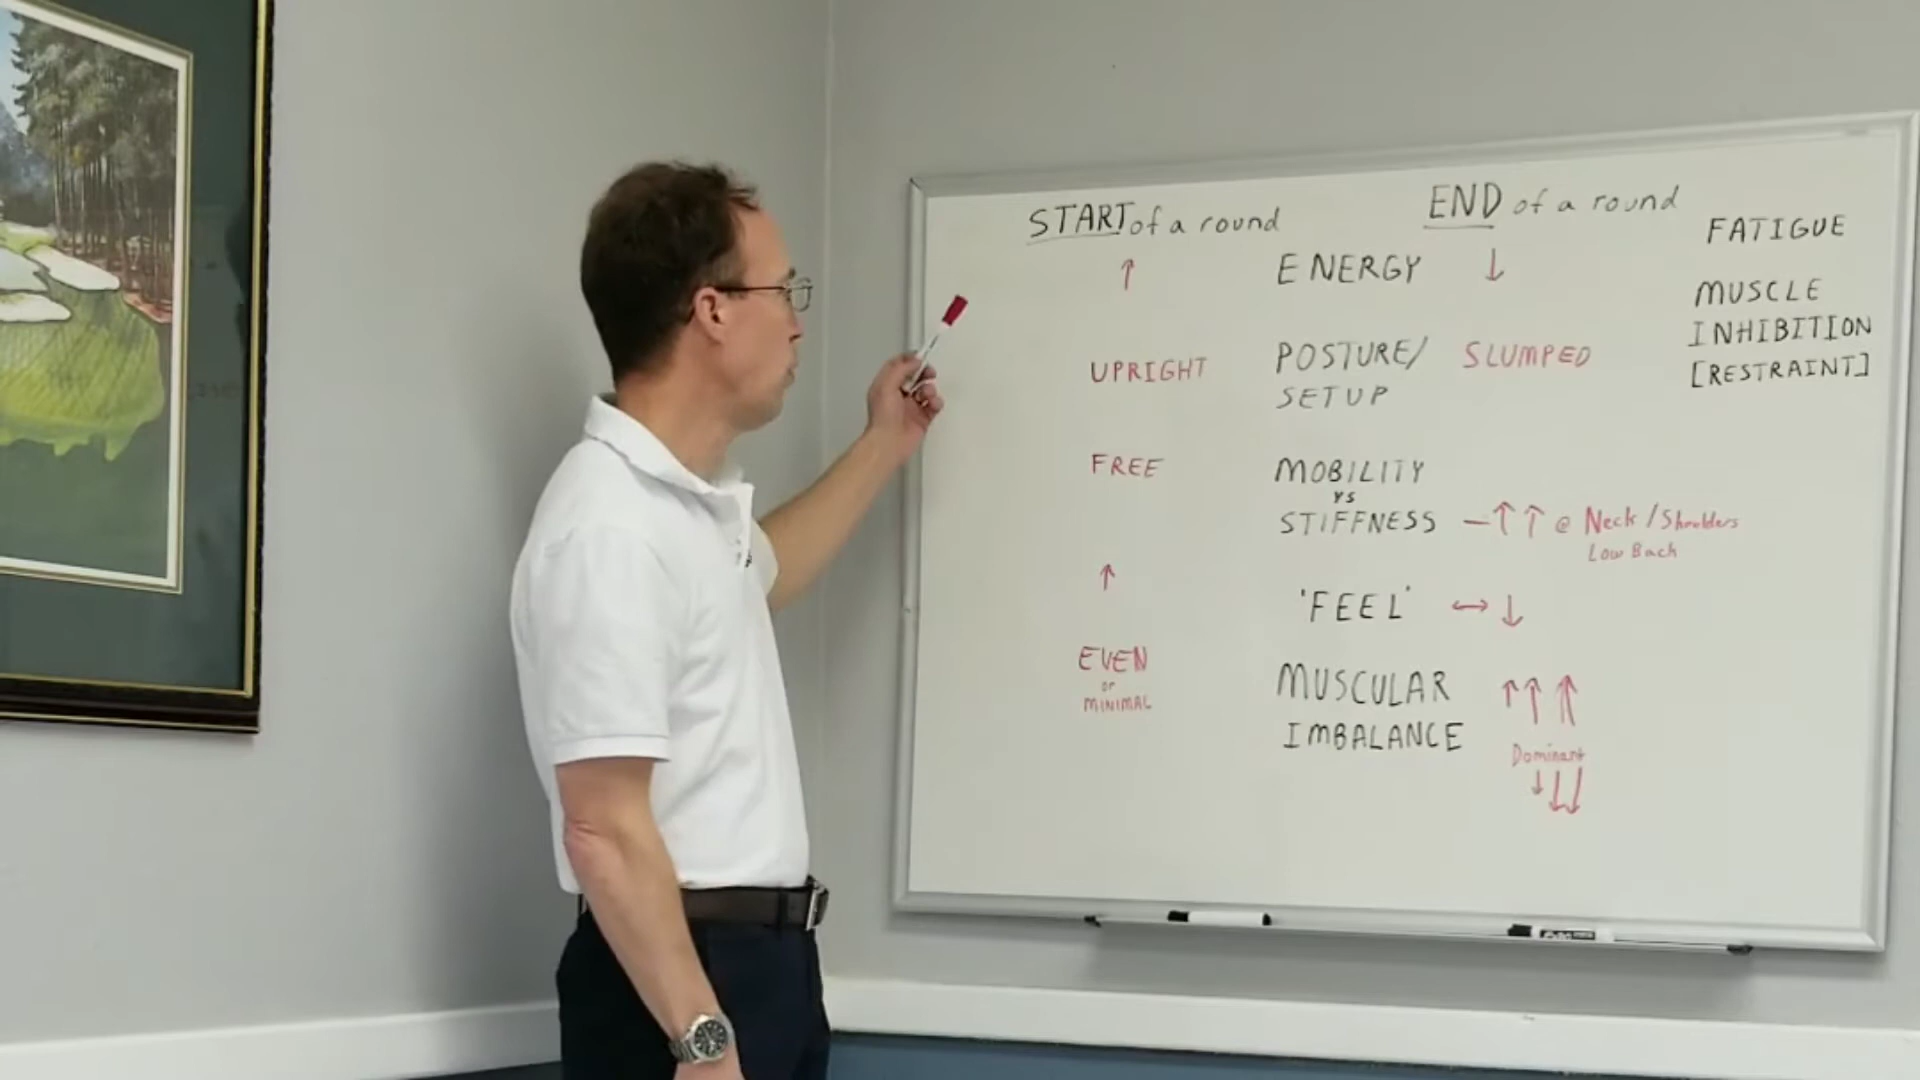 START of a round
END of a round
↑ ENERGY ↓
UPRIGHT POSTURE/ SLUMPED
SETUP
FREE MOBILITY
vs
STIFFNESS – ↑ ↑ @ Neck / Shoulders
Low Back
↑ 'FEEL' ↔ ↓
EVEN
or
MINIMAL
MUSCULAR ↑ ↑ ↑
IMBALANCE
Dominant
↓ ↓ ↓
FATIGUE
MUSCLE
INHIBITION
[RESTRAINT]